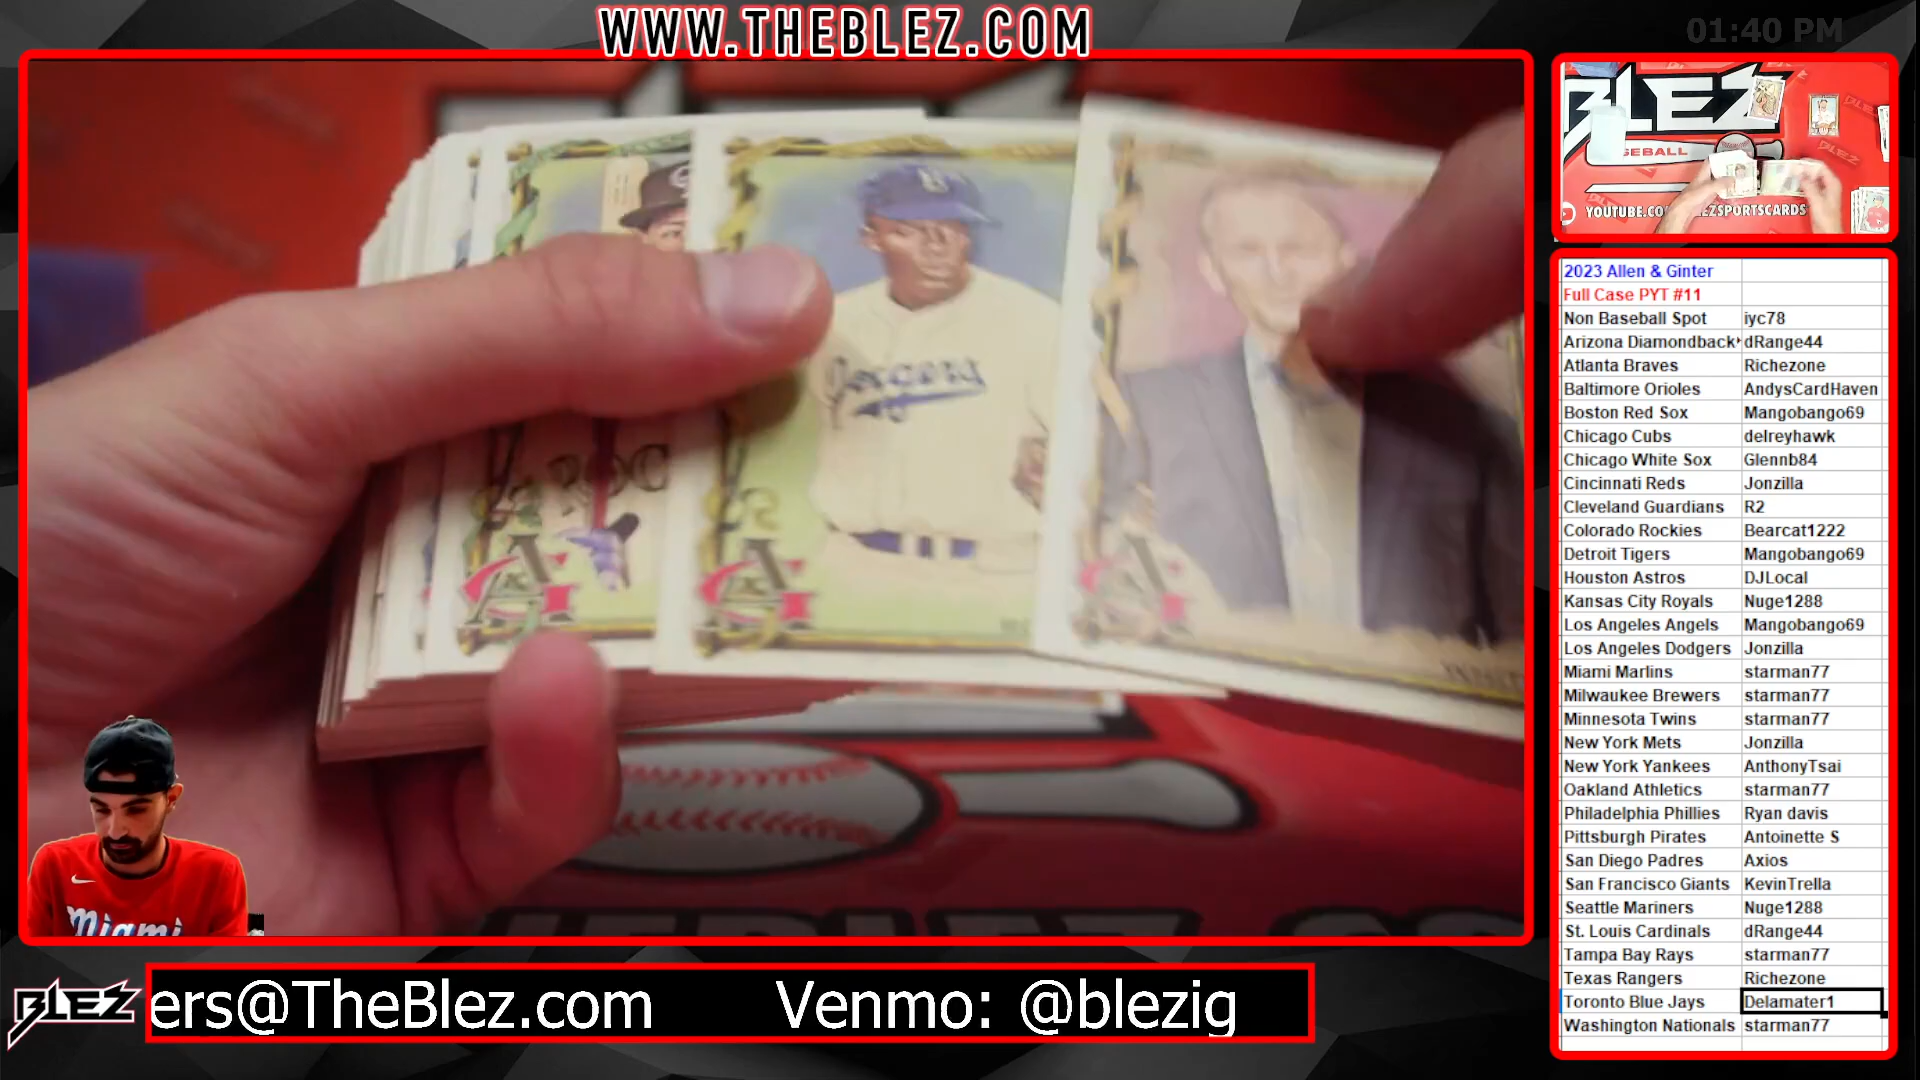 WWW.THEBLEZ.COM
01:40 PM
BLEZ
BASEBALL
Dodgers
2023 Allen & Ginter
Full Case PYT #11
Non Baseball Spot iyc78
Arizona Diamondback dRange44
Atlanta Braves Richezone
Baltimore Orioles AndysCardHaven
Boston Red Sox Mangobango69
Chicago Cubs delreyhawk
Chicago White Sox Glennb84
Cincinnati Reds Jonzilla
Cleveland Guardians R2
Colorado Rockies Bearcat1222
Detroit Tigers Mangobango69
Houston Astros DJLocal
Kansas City Royals Nuge1288
Los Angeles Angels Mangobango69
Los Angeles Dodgers Jonzilla
Miami Marlins starman77
Milwaukee Brewers starman77
Minnesota Twins starman77
New York Mets Jonzilla
New York Yankees AnthonyTsai
Oakland Athletics starman77
Philadelphia Phillies Ryan davis
Pittsburgh Pirates Antoinette S
San Diego Padres Axios
San Francisco Giants KevinTrella
Seattle Mariners Nuge1288
St. Louis Cardinals dRange44
Tampa Bay Rays starman77
Texas Rangers Richezone
Toronto Blue Jays Delamater1
Washington Nationals starman77
Miami
BLEZ
ers@TheBlez.com Venmo: @blezig